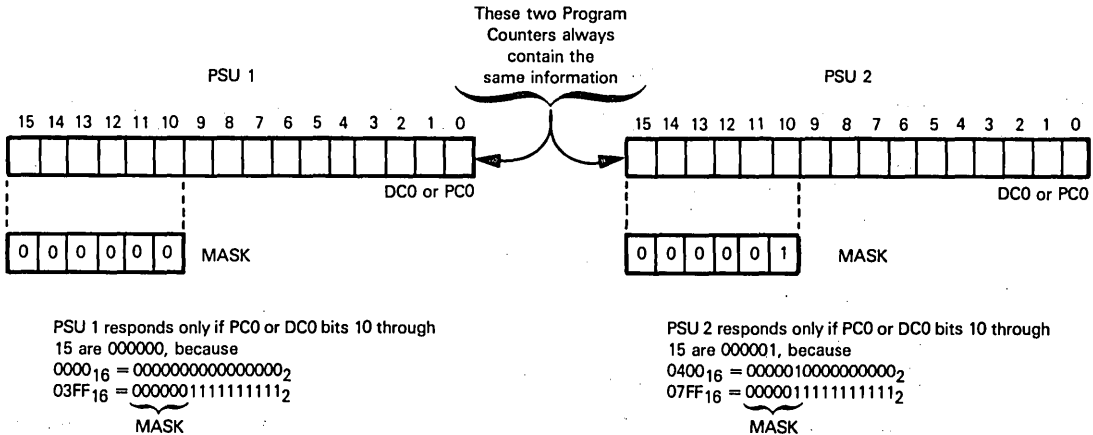 These two Program
Counters always
contain the
same information
PSU 1
15 14 13 12 11 10 9 8 7 6 5 4 3 2 1 0
DC0 or PC0
0 0 0 0 0 0 MASK
PSU 1 responds only if PC0 or DC0 bits 10 through
15 are 000000, because
0000₁₆ = 0000000000000000₂
03FF₁₆ = 0000001111111111₂
MASK
PSU 2
15 14 13 12 11 10 9 8 7 6 5 4 3 2 1 0
DC0 or PC0
0 0 0 0 0 1 MASK
PSU 2 responds only if PC0 or DC0 bits 10 through
15 are 000001, because
0400₁₆ = 0000010000000000₂
07FF₁₆ = 0000011111111111₂
MASK